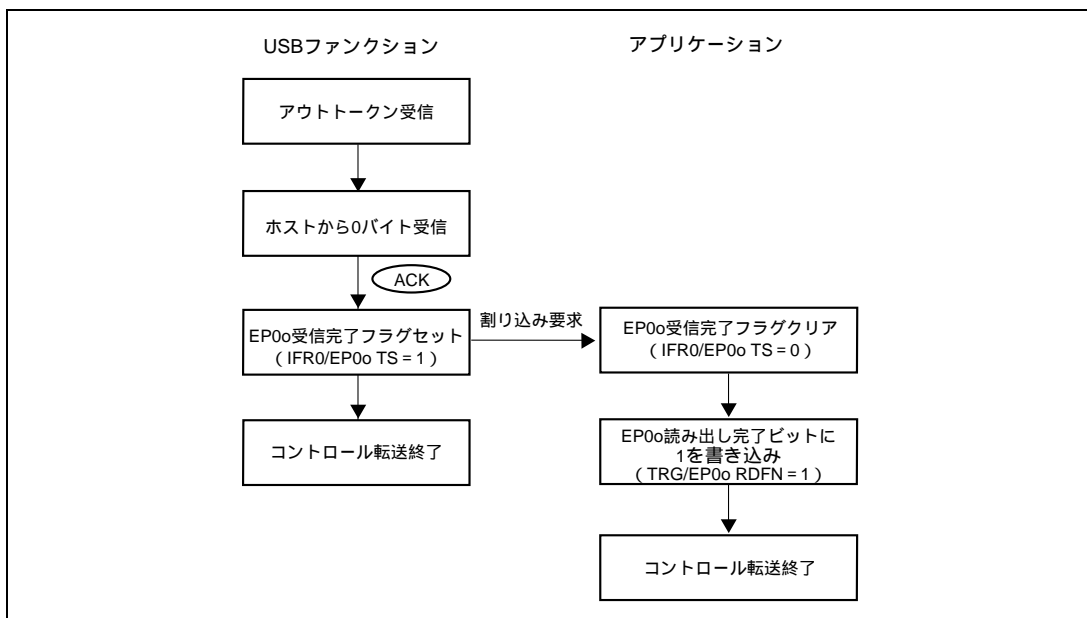 USBファンクション
アプリケーション
アウトトークン受信
ホストから0バイト受信
ACK
EP0o受信完了フラグセット
（IFR0/EP0o TS = 1）
割り込み要求
EP0o受信完了フラグクリア
（IFR0/EP0o TS = 0）
コントロール転送終了
EP0o読み出し完了ビットに
1を書き込み
（TRG/EP0o RDFN = 1）
コントロール転送終了